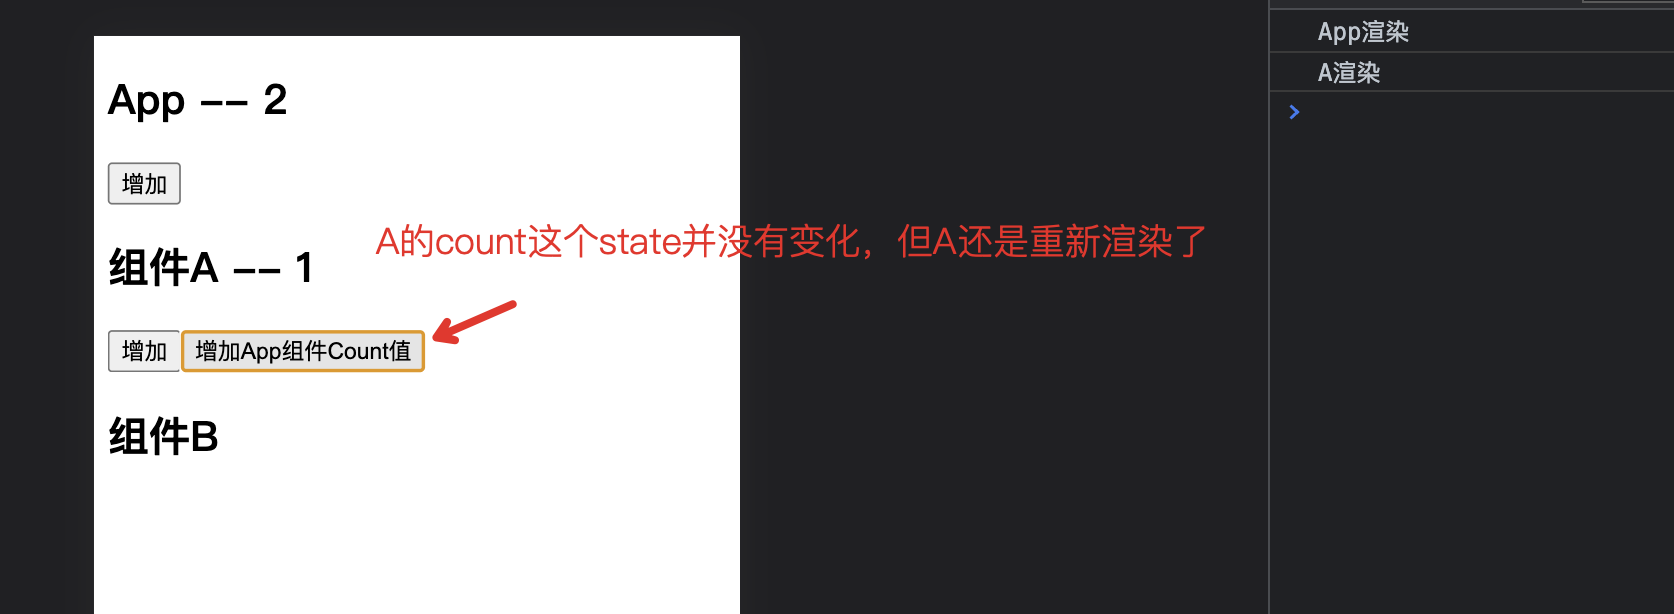 App -- 2
增加
A的count这个state并没有变化，但A还是重新渲染了
组件A -- 1
增加
增加App组件Count值
组件B
App渲染
A渲染